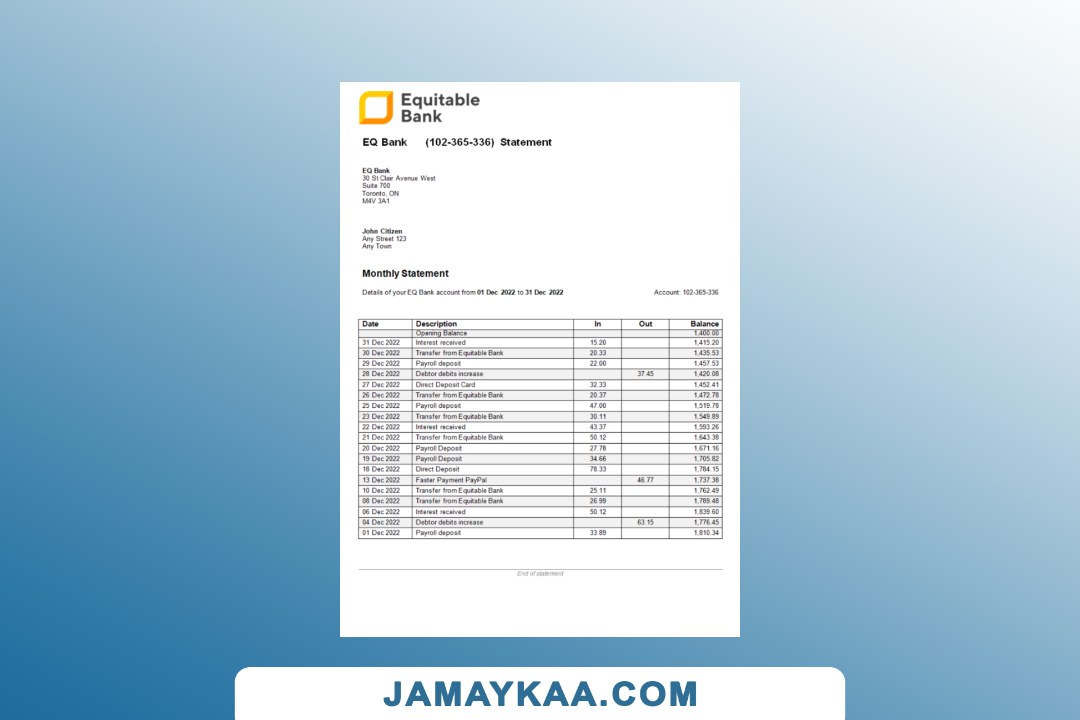 Equitable
Bank
EQ Bank (102-365-336) Statement
EQ Bank
30 St Clair Avenue West
Suite 700
Toronto, ON
M4V 3A1
John Citizen
Any Street 123
Any Town
Monthly Statement
Details of your EQ Bank account from 01 Dec 2022 to 31 Dec 2022 Account: 102-365-336
Date Description In Out Balance
Opening Balance 1,400.00
31 Dec 2022 Interest received 15.20 1,415.20
30 Dec 2022 Transfer from Equitable Bank 20.33 1,435.53
29 Dec 2022 Payroll deposit 22.00 1,457.53
28 Dec 2022 Debtor debits increase 37.45 1,420.08
27 Dec 2022 Direct Deposit Card 32.33 1,452.41
26 Dec 2022 Transfer from Equitable Bank 20.37 1,472.78
25 Dec 2022 Payroll deposit 47.00 1,519.78
23 Dec 2022 Transfer from Equitable Bank 30.11 1,549.89
22 Dec 2022 Interest received 43.37 1,593.26
21 Dec 2022 Transfer from Equitable Bank 50.12 1,643.38
20 Dec 2022 Payroll Deposit 27.78 1,671.16
19 Dec 2022 Payroll Deposit 34.66 1,705.82
18 Dec 2022 Direct Deposit 78.33 1,784.15
13 Dec 2022 Faster Payment PayPal 46.77 1,737.38
10 Dec 2022 Transfer from Equitable Bank 25.11 1,762.49
08 Dec 2022 Transfer from Equitable Bank 26.99 1,789.48
06 Dec 2022 Interest received 50.12 1,839.60
04 Dec 2022 Debtor debits increase 63.15 1,776.45
01 Dec 2022 Payroll deposit 33.89 1,810.34
End of statement
JAMAYKAA.COM